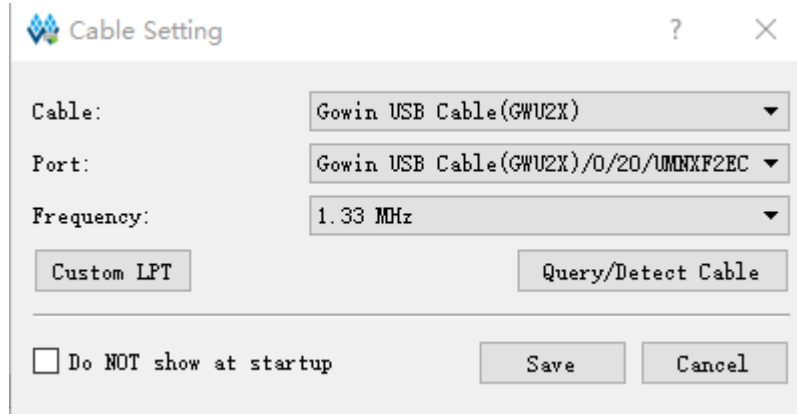 Cable Setting
?
Cable:
Gowin USB Cable(GWU2X)
Port:
Gowin USB Cable(GWU2X)/0/20/UMNXF2EC
Frequency:
1.33 MHz
Custom LPT
Query/Detect Cable
Do NOT show at startup
Save
Cancel